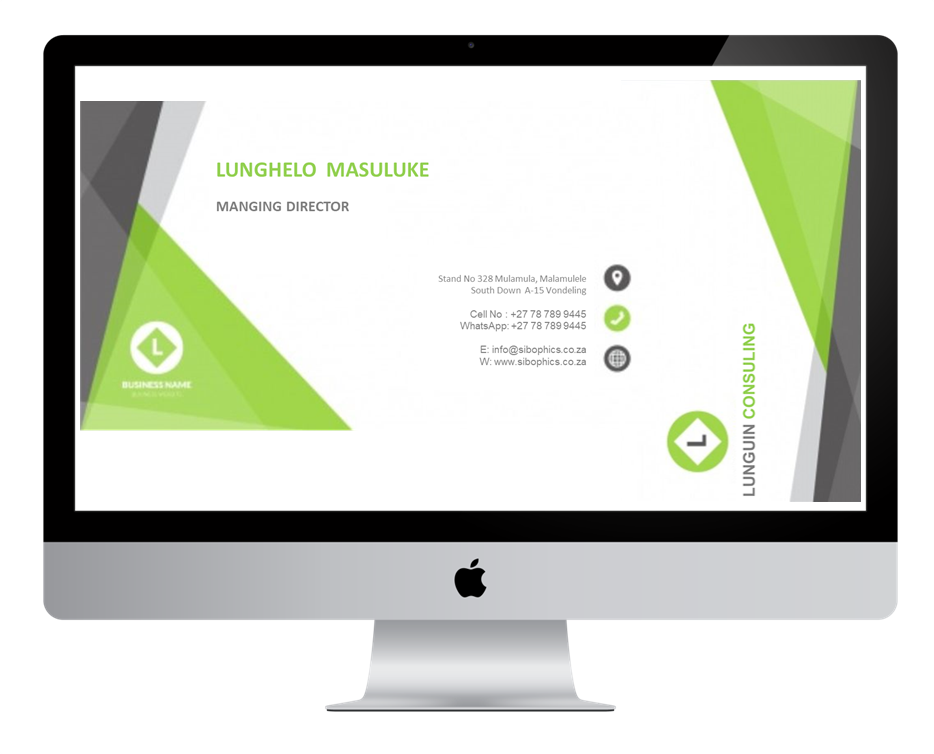 LUNGHELO MASULUKE
MANGING DIRECTOR
Stand No 328 Mulamula, Malamulele
South Down A-15 Vondeling
Cell No : +27 78 789 9445
WhatsApp: +27 78 789 9445
E: info@sibophics.co.za
W: www.sibophics.co.za
L
BUSINESS NAME
L
LUNGUIN CONSULING